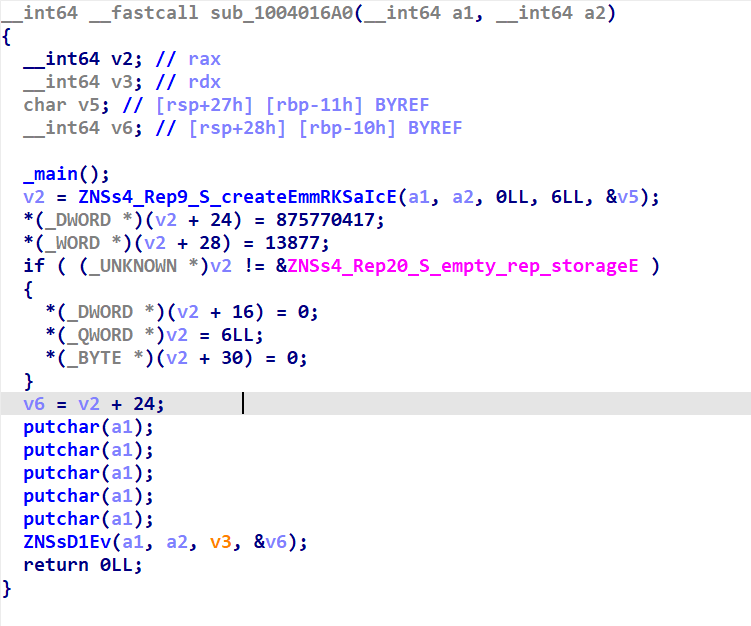 __int64 __fastcall sub_1004016A0(__int64 a1, __int64 a2)
{
  __int64 v2; // rax
  __int64 v3; // rdx
  char v5; // [rsp+27h] [rbp-11h] BYREF
  __int64 v6; // [rsp+28h] [rbp-10h] BYREF

  _main();
  v2 = ZNSs4_Rep9_S_createEmmRKSaIcE(a1, a2, 0LL, 6LL, &v5);
  *(_DWORD *)(v2 + 24) = 875770417;
  *(_WORD *)(v2 + 28) = 13877;
  if ( (_UNKNOWN *)v2 != &ZNSs4_Rep20_S_empty_rep_storageE )
  {
    *(_DWORD *)(v2 + 16) = 0;
    *(_QWORD *)v2 = 6LL;
    *(_BYTE *)(v2 + 30) = 0;
  }
  v6 = v2 + 24;
  putchar(a1);
  putchar(a1);
  putchar(a1);
  putchar(a1);
  putchar(a1);
  ZNSsD1Ev(a1, a2, v3, &v6);
  return 0LL;
}